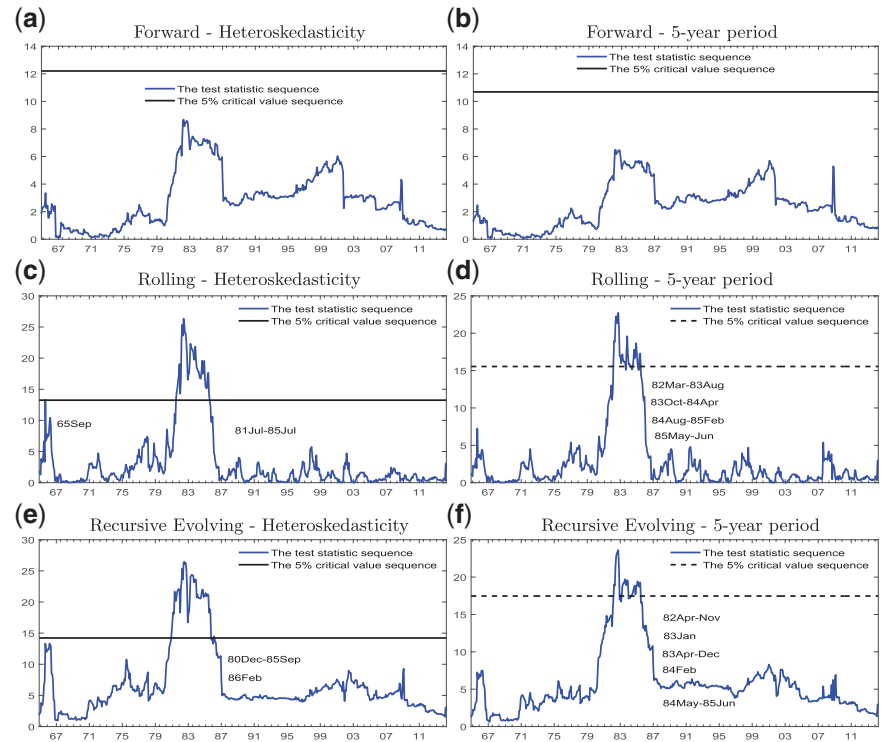 (a)
Forward - Heteroskedasticity
14
12
10
8
6
4
2
0
The test statistic sequence
The 5% critical value sequence
67 71 75 79 83 87 91 95 99 03 07 11
(b)
Forward - 5-year period
14
12
10
8
6
4
2
0
The test statistic sequence
The 5% critical value sequence
67 71 75 79 83 87 91 95 99 03 07 11
(c)
Rolling - Heteroskedasticity
30
25
20
15
10
5
0
The test statistic sequence
The 5% critical value sequence
65Sep
81Jul-85Jul
67 71 75 79 83 87 91 95 99 03 07 11
(d)
Rolling - 5-year period
25
20
15
10
5
0
The test statistic sequence
The 5% critical value sequence
82Mar-83Aug
83Oct-84Apr
84Aug-85Feb
85May-Jun
67 71 75 79 83 87 91 95 99 03 07 11
(e)
Recursive Evolving - Heteroskedasticity
30
25
20
15
10
5
0
The test statistic sequence
The 5% critical value sequence
80Dec-85Sep
86Feb
67 71 75 79 83 87 91 95 99 03 07 11
(f)
Recursive Evolving - 5-year period
25
20
15
10
5
0
The test statistic sequence
The 5% critical value sequence
82Apr-Nov
83Jan
83Apr-Dec
84Feb
84May-85Jun
67 71 75 79 83 87 91 95 99 03 07 11